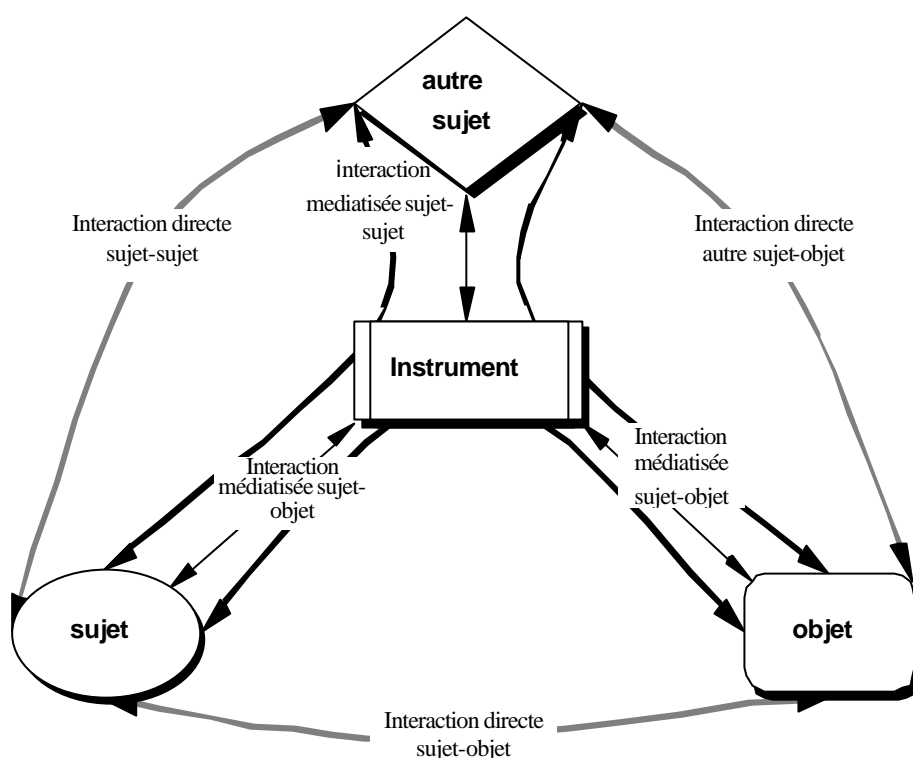 autre
sujet
interaction
mediatisée sujet-
sujet
Interaction directe
sujet-sujet
Interaction directe
autre sujet-objet
Instrument
Interaction
médiatisée sujet-
objet
Interaction
médiatisée
sujet-objet
sujet
objet
Interaction directe
sujet-objet